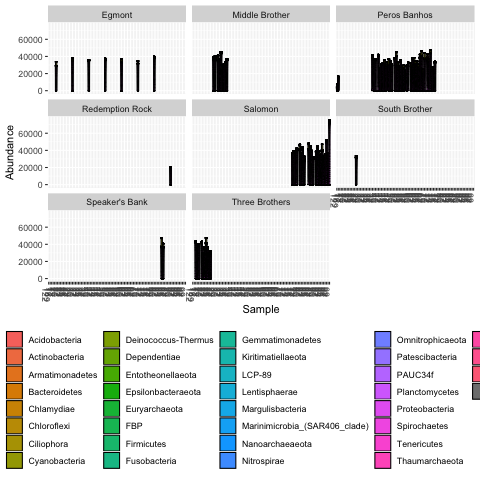 Egmont
Middle Brother
Peros Banhos
60000
40000
20000
0
Redemption Rock
Salomon
South Brother
60000
40000
20000
0
Speaker's Bank
Three Brothers
60000
40000
20000
0
Abundance
Sample
Acidobacteria
Actinobacteria
Armatimonadetes
Bacteroidetes
Chlamydiae
Chloroflexi
Ciliophora
Cyanobacteria
Deinococcus-Thermus
Dependentiae
Entotheonellaeota
Epsilonbacteraeota
Euryarchaeota
FBP
Firmicutes
Fusobacteria
Gemmatimonadetes
Kiritimatiellaeota
LCP-89
Lentisphaerae
Margulisbacteria
Marinimicrobia_(SAR406_clade)
Nanoarchaeaeota
Nitrospirae
Omnitrophicaeota
Patescibacteria
PAUC34f
Planctomycetes
Proteobacteria
Spirochaetes
Tenericutes
Thaumarchaeota